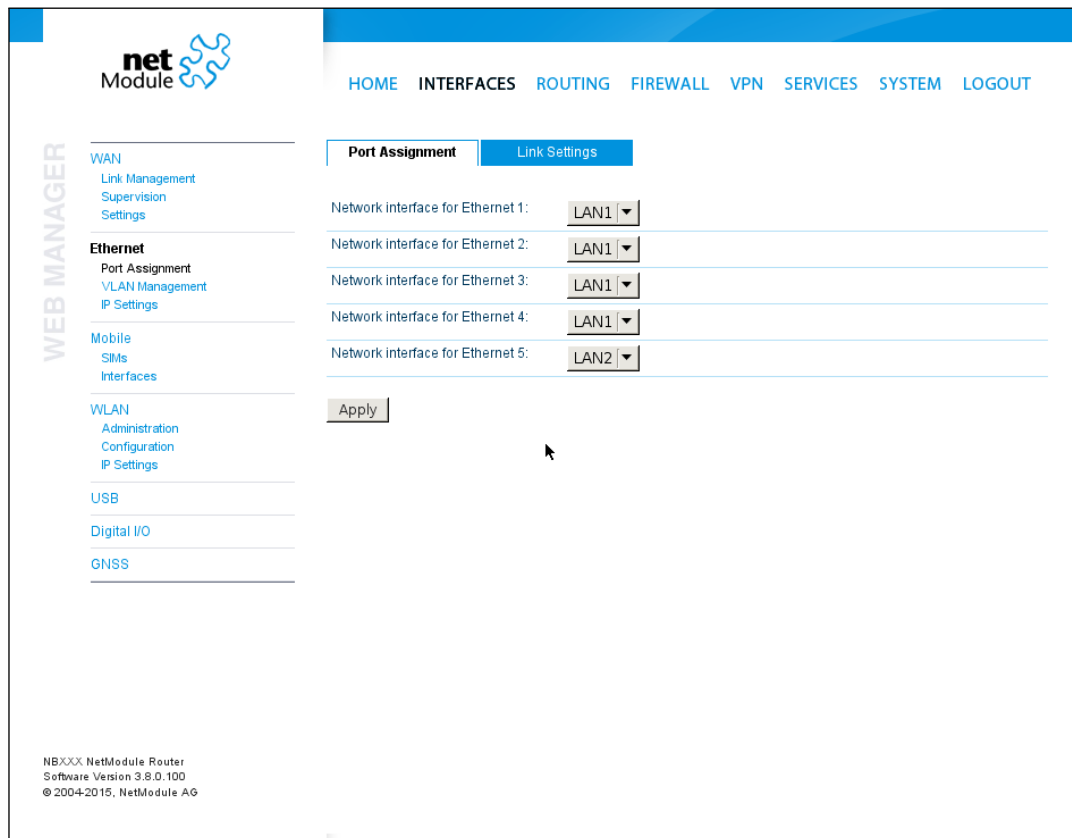 net
Module
HOME INTERFACES ROUTING FIREWALL VPN SERVICES SYSTEM LOGOUT
WEB MANAGER
WAN
Link Management
Supervision
Settings
Ethernet
Port Assignment
VLAN Management
IP Settings
Mobile
SIMs
Interfaces
WLAN
Administration
Configuration
IP Settings
USB
Digital I/O
GNSS
Port Assignment Link Settings
Network interface for Ethernet 1: LAN1
Network interface for Ethernet 2: LAN1
Network interface for Ethernet 3: LAN1
Network interface for Ethernet 4: LAN1
Network interface for Ethernet 5: LAN2
Apply
NBXXX NetModule Router
Software Version 3.8.0.100
© 2004-2015, NetModule AG